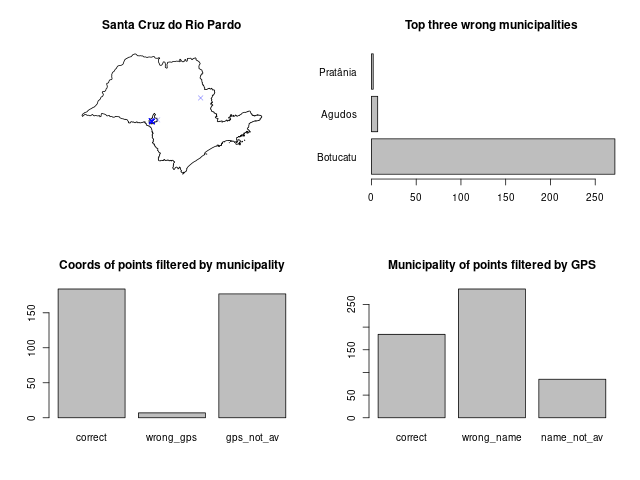 Santa Cruz do Rio Pardo
Top three wrong municipalities
Pratânia
Agudos
Botucatu
0 50 100 150 200 250
Coords of points filtered by municipality
150
100
50
0
correct wrong_gps gps_not_av
Municipality of points filtered by GPS
250
150
50
0
correct wrong_name name_not_av